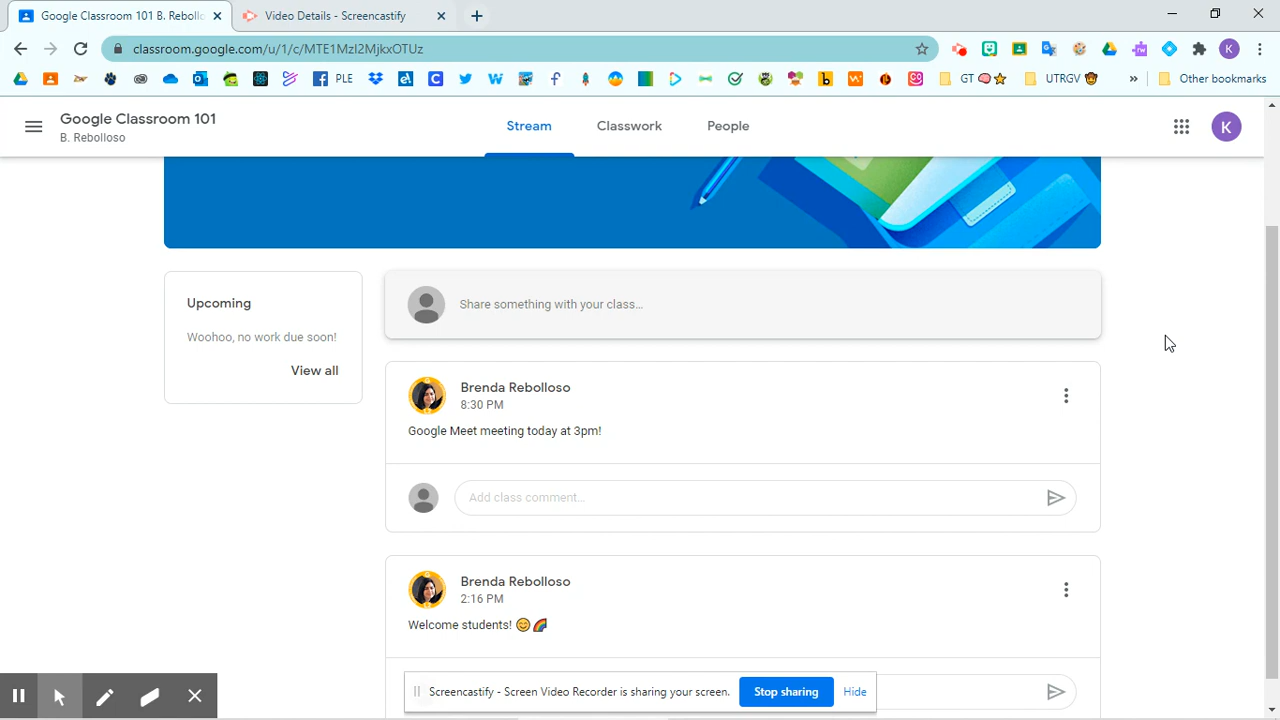 Google Classroom 101 B. Rebollo
Video Details - Screencastify
classroom.google.com/u/1/c/MTE1MzI2MjkxOTUz
K
PLE
GT 🧠⭐
UTRGV
Other bookmarks
Google Classroom 101
B. Rebolloso
Stream
Classwork
People
K
Upcoming
Woohoo, no work due soon!
View all
Share something with your class...
Brenda Rebolloso
8:30 PM
Google Meet meeting today at 3pm!
Add class comment...
Brenda Rebolloso
2:16 PM
Welcome students! 😊🌈
Screencastify - Screen Video Recorder is sharing your screen.
Stop sharing
Hide